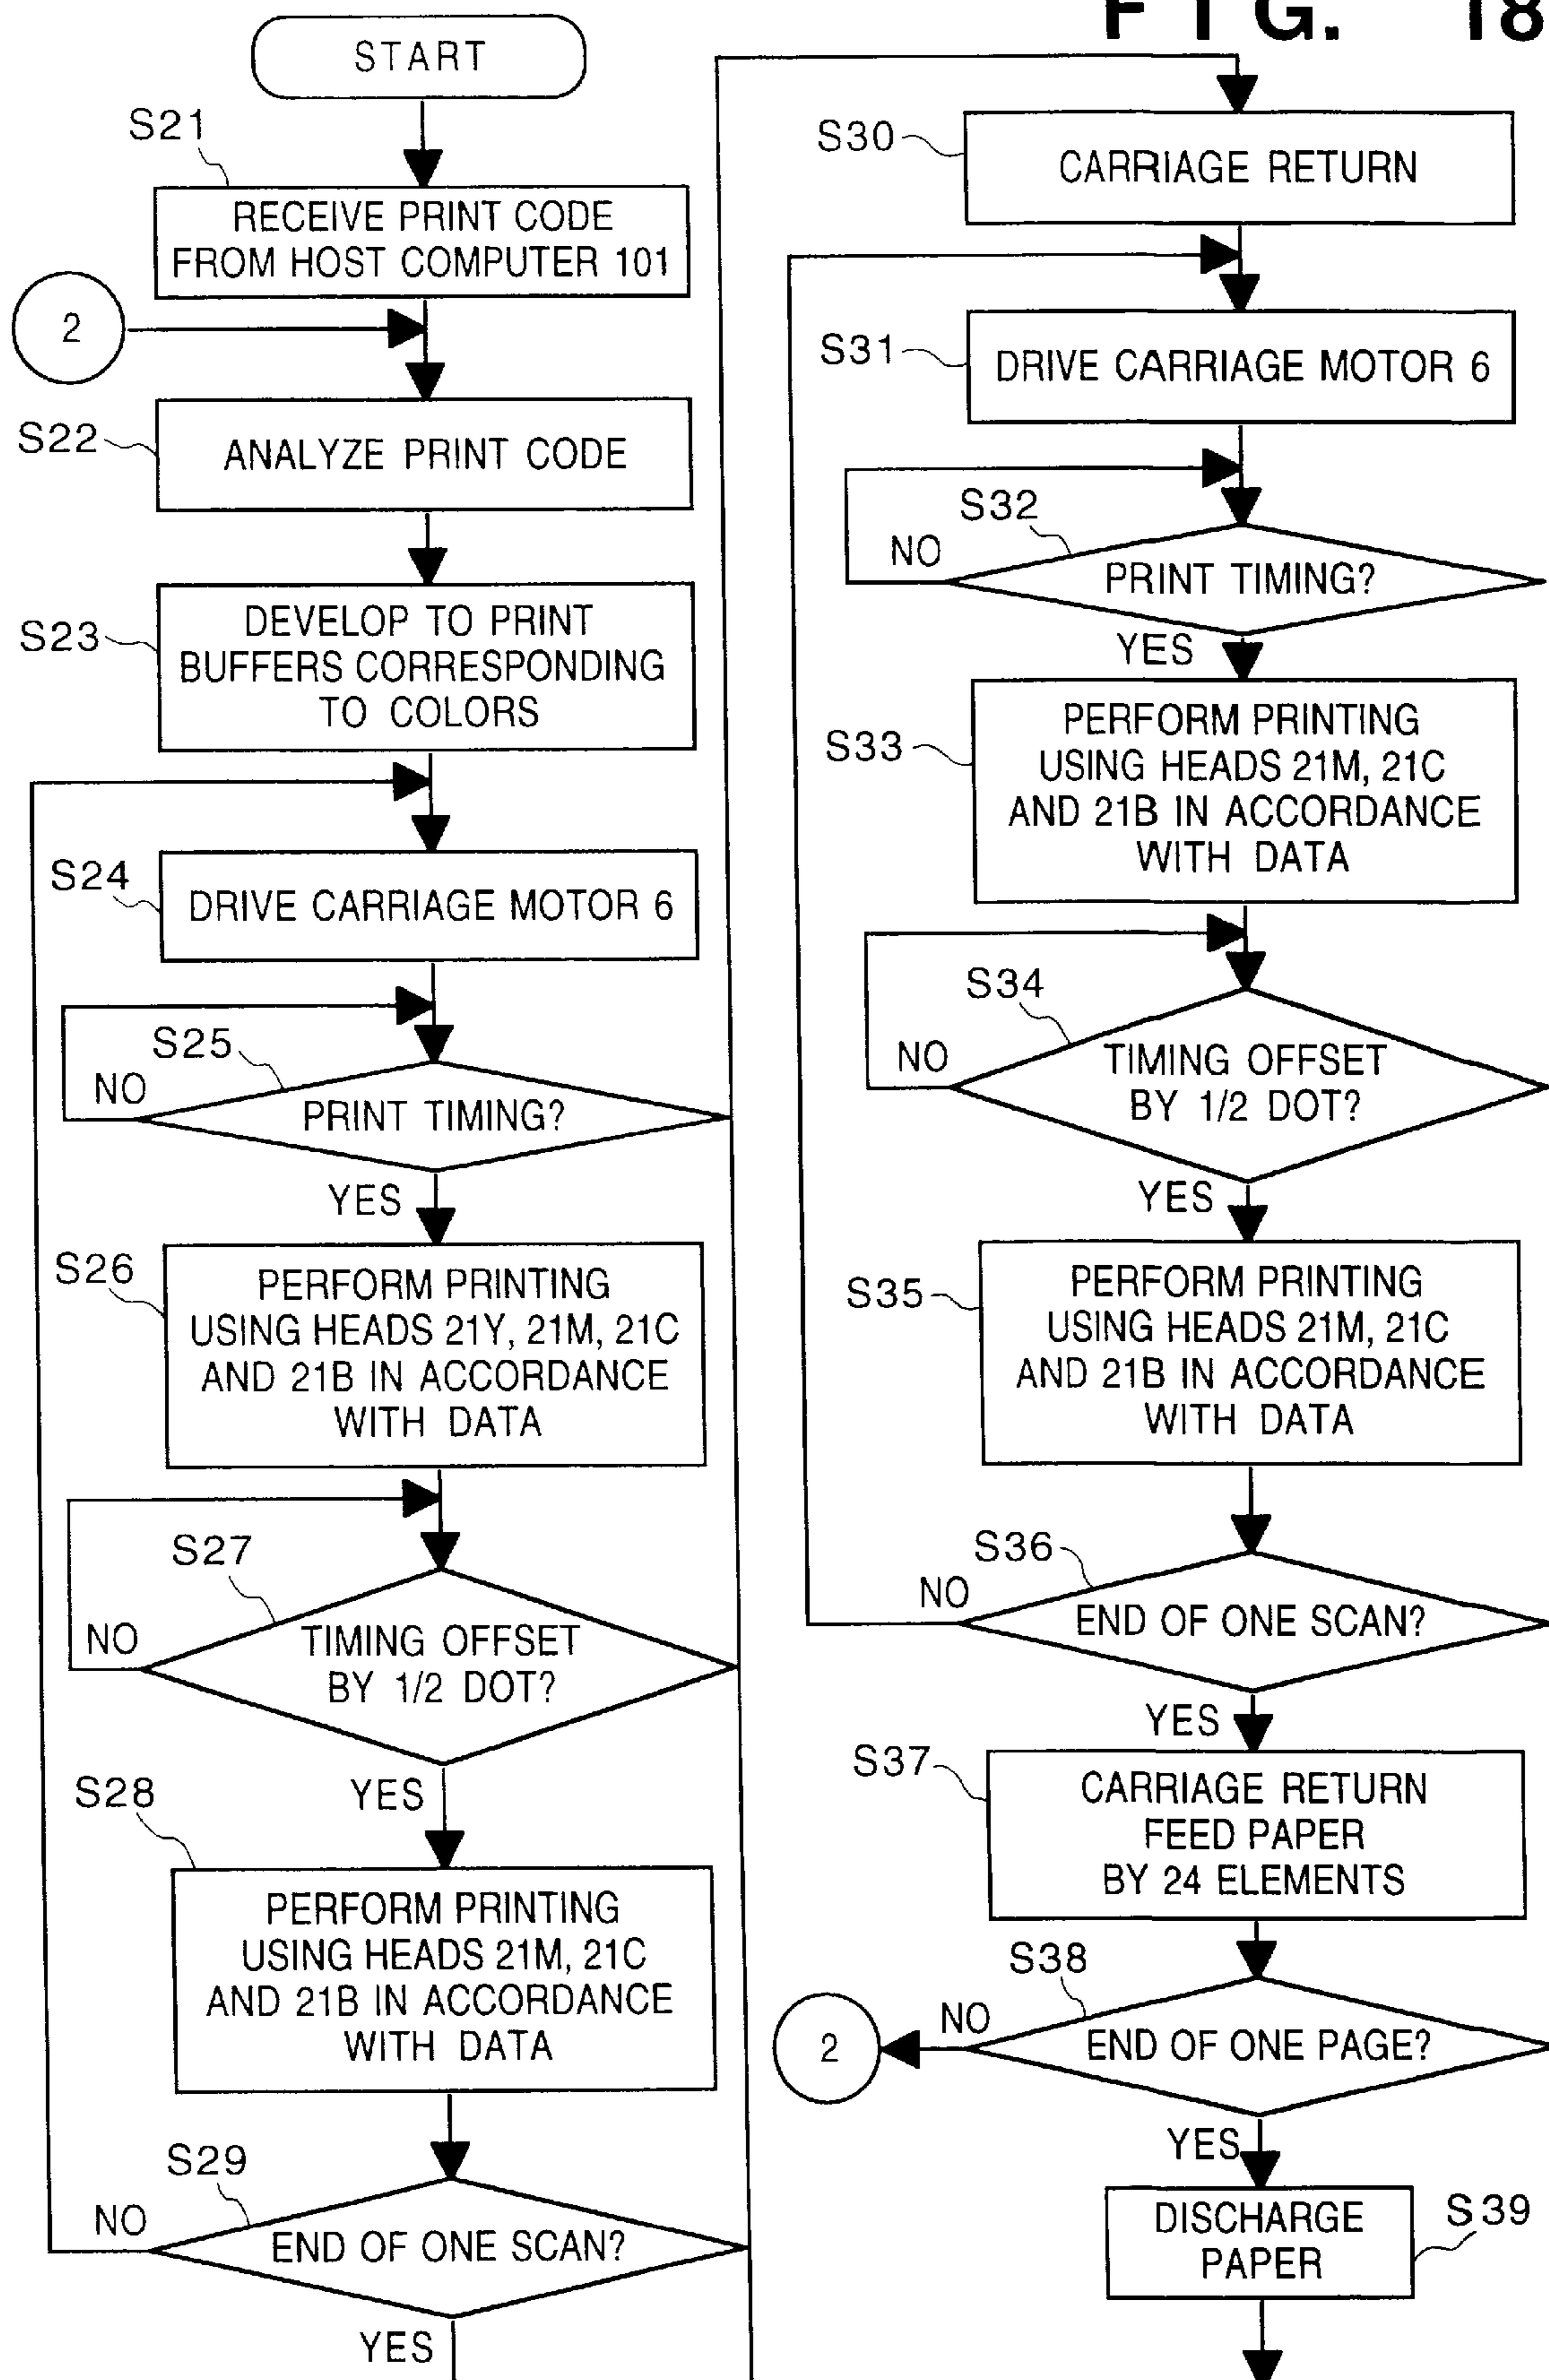 FIG. 18
START
S21
RECEIVE PRINT CODE
FROM HOST COMPUTER 101
2
S22
ANALYZE PRINT CODE
S23
DEVELOP TO PRINT
BUFFERS CORRESPONDING
TO COLORS
S24
DRIVE CARRIAGE MOTOR 6
S25
NO
PRINT TIMING?
YES
S26
PERFORM PRINTING
USING HEADS 21Y, 21M, 21C
AND 21B IN ACCORDANCE
WITH DATA
S27
NO
TIMING OFFSET
BY 1/2 DOT?
YES
S28
PERFORM PRINTING
USING HEADS 21M, 21C
AND 21B IN ACCORDANCE
WITH DATA
S29
NO
END OF ONE SCAN?
YES
S30
CARRIAGE RETURN
S31
DRIVE CARRIAGE MOTOR 6
S32
NO
PRINT TIMING?
YES
S33
PERFORM PRINTING
USING HEADS 21M, 21C
AND 21B IN ACCORDANCE
WITH DATA
S34
NO
TIMING OFFSET
BY 1/2 DOT?
YES
S35
PERFORM PRINTING
USING HEADS 21M, 21C
AND 21B IN ACCORDANCE
WITH DATA
S36
NO
END OF ONE SCAN?
YES
S37
CARRIAGE RETURN
FEED PAPER
BY 24 ELEMENTS
S38
2
NO
END OF ONE PAGE?
YES
DISCHARGE
PAPER
S39